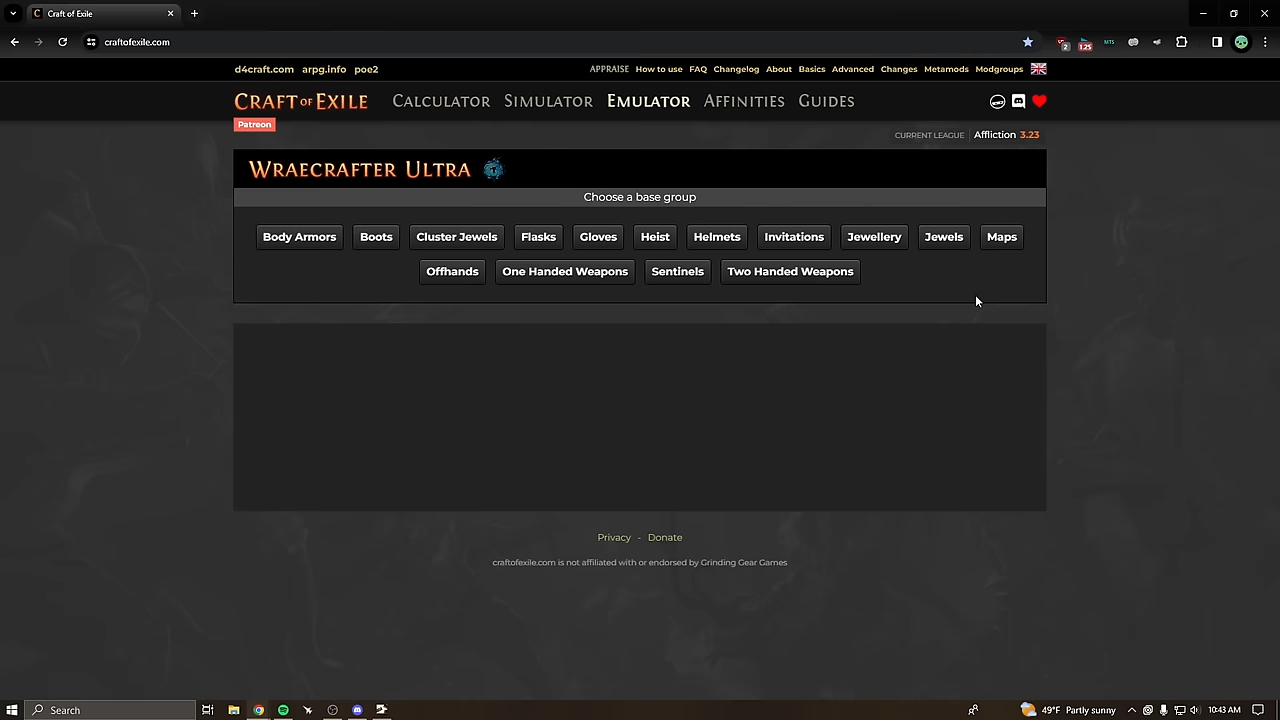 Craft of Exile
craftofexile.com
2
1.25
MTS
d4craft.com arpg.info poe2
APPRAISE How to use FAQ Changelog About Basics Advanced Changes Metamods Modgroups
CRAFT OF EXILE CALCULATOR SIMULATOR EMULATOR AFFINITIES GUIDES
Patreon
CURRENT LEAGUE Affliction 3.23
WRAECRAFTER ULTRA
Choose a base group
Body Armors Boots Cluster Jewels Flasks Gloves Heist Helmets Invitations Jewellery Jewels Maps
Offhands One Handed Weapons Sentinels Two Handed Weapons
Privacy - Donate
craftofexile.com is not affiliated with or endorsed by Grinding Gear Games
Search 49°F Partly sunny 10:43 AM